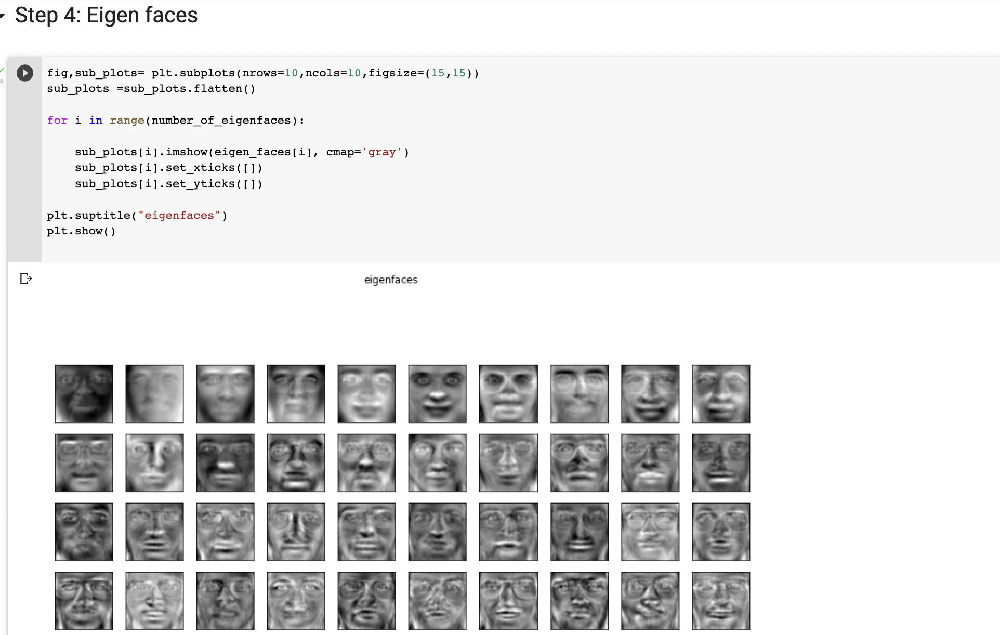 Step 4: Eigen faces
fig,sub_plots= plt.subplots(nrows=10,ncols=10,figsize=(15,15))
sub_plots =sub_plots.flatten()
for i in range(number_of_eigenfaces):
sub_plots[i].imshow(eigen_faces[i], cmap='gray')
sub_plots[i].set_xticks([])
sub_plots[i].set_yticks([])
plt.suptitle("eigenfaces")
plt.show()
eigenfaces